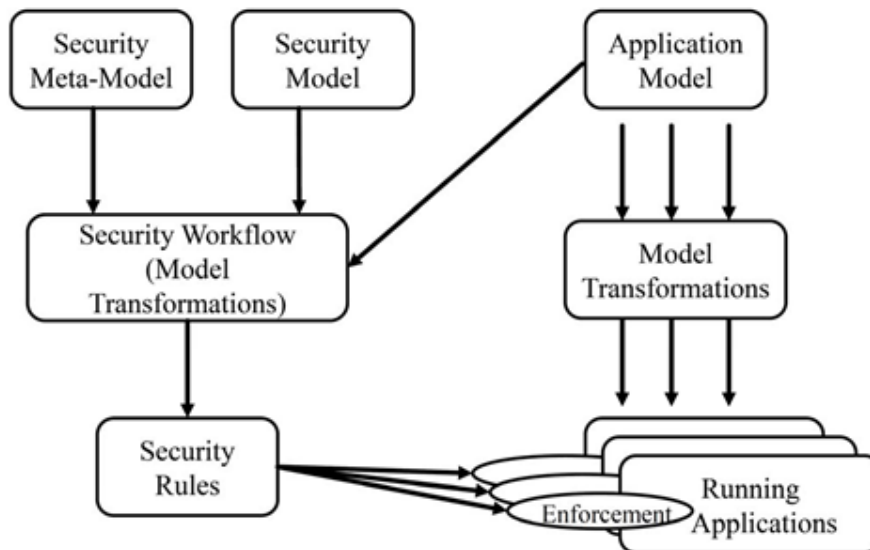 Security
Meta-Model
Security
Model
Application
Model
Security Workflow
(Model
Transformations)
Model
Transformations
Security
Rules
Enforcement
Running
Applications